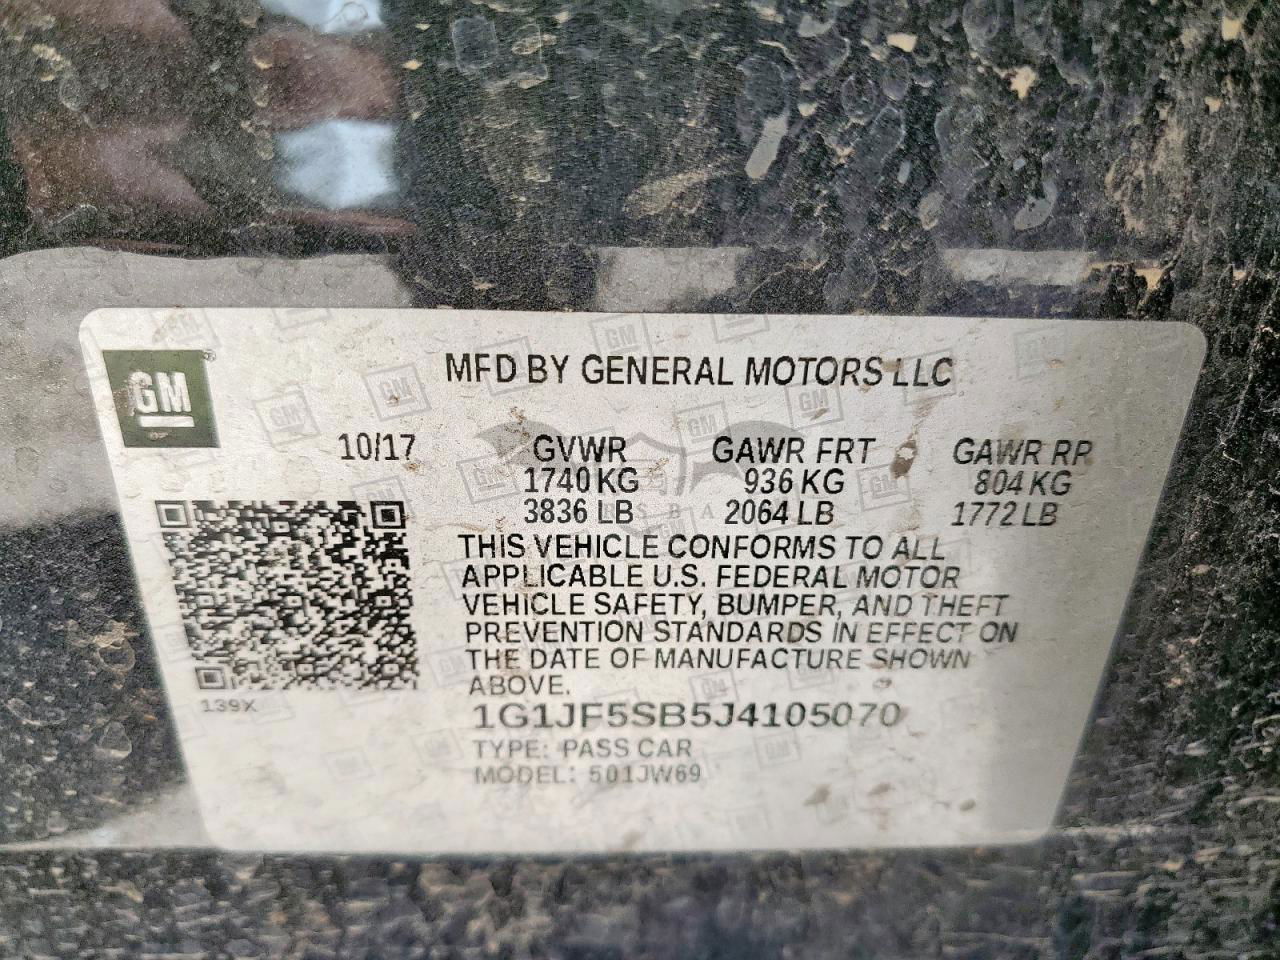 GM
MFD BY GENERAL MOTORS LLC
10/17 GVWR GAWR FRT GAWR RR
1740 KG 936 KG 804 KG
3836 LB 2064 LB 1772 LB
THIS VEHICLE CONFORMS TO ALL
APPLICABLE U.S. FEDERAL MOTOR
VEHICLE SAFETY, BUMPER, AND THEFT
PREVENTION STANDARDS IN EFFECT ON
THE DATE OF MANUFACTURE SHOWN
ABOVE.
139X
1G1JF5SB5J4105070
TYPE: PASS CAR
MODEL: 501JW69